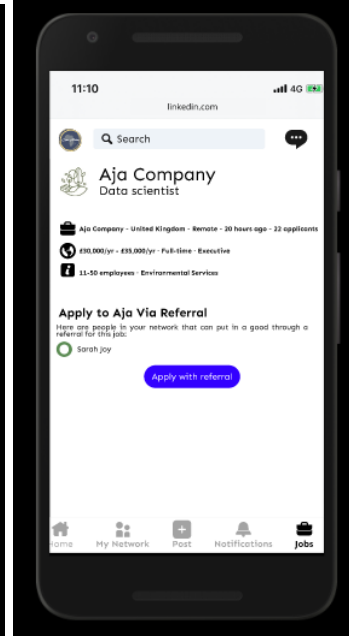 11:10
4G
linkedin.com
Search
Aja Company
Data scientist
Aja Company - United Kingdom - Remote - 20 hours ago - 22 applicants
£30,000/yr - £35,000/yr - Full-time - Executive
11-50 employees - Environmental Services
Apply to Aja Via Referral
Here are people in your network that can put in a good through a
referral for this job:
Sarah Joy
Apply with referral
Home My Network Post Notifications Jobs